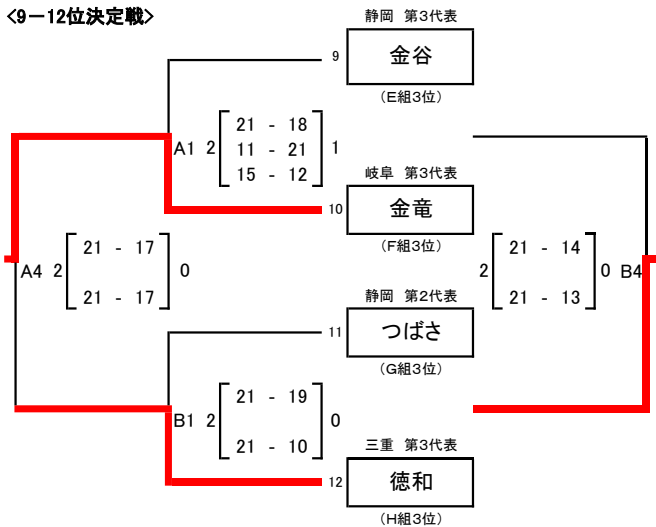 <9－12位決定戦>
静岡 第3代表
9 金谷
(E組3位)
A1 2 21 - 18 1
11 - 21
15 - 12
岐阜 第3代表
10 金竜
(F組3位)
A4 2 21 - 17 0
21 - 17
2 21 - 14 0 B4
21 - 13
静岡 第2代表
11 つばさ
(G組3位)
B1 2 21 - 19 0
21 - 10
三重 第3代表
12 徳和
(H組3位)